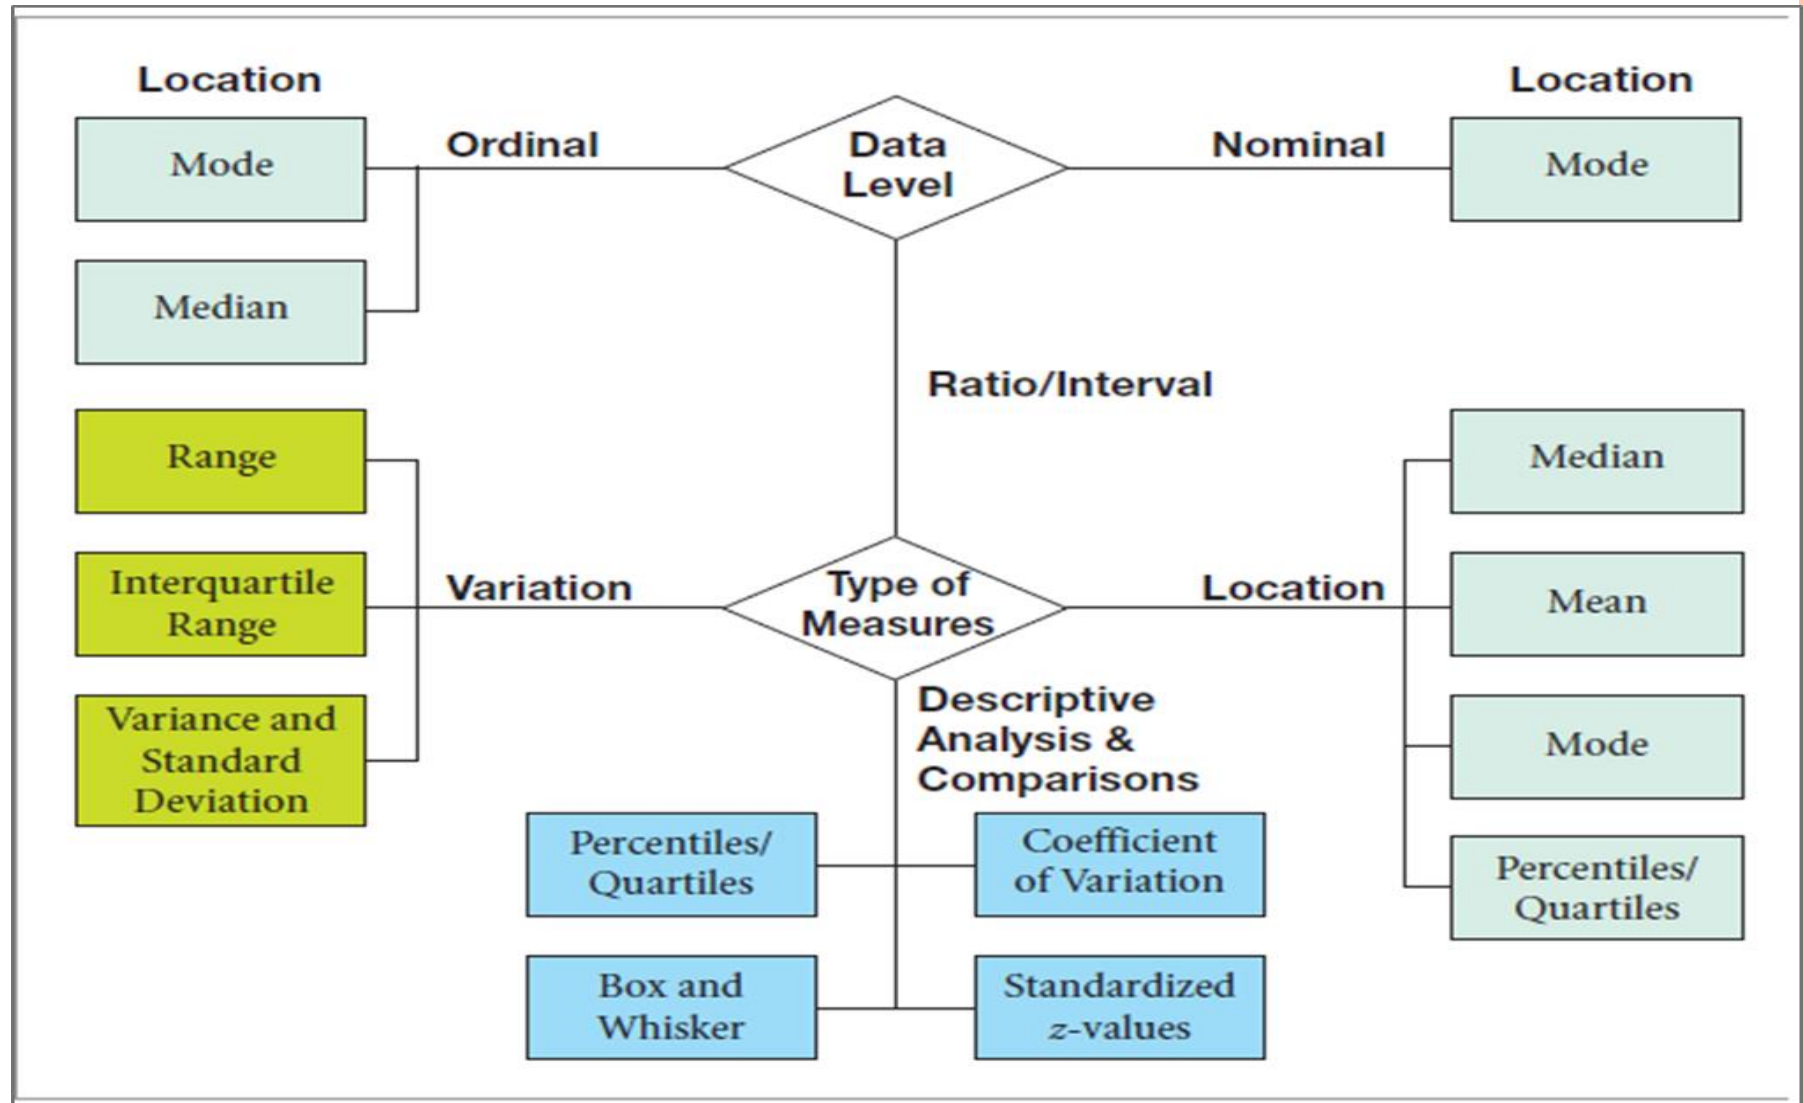 Location
Location
Mode
Ordinal
Data
Level
Nominal
Mode
Median
Ratio/Interval
Range
Interquartile
Range
Variance and
Standard
Deviation
Variation
Type of
Measures
Location
Median
Mean
Mode
Percentiles/
Quartiles
Descriptive
Analysis &
Comparisons
Percentiles/
Quartiles
Coefficient
of Variation
Box and
Whisker
Standardized
z-values